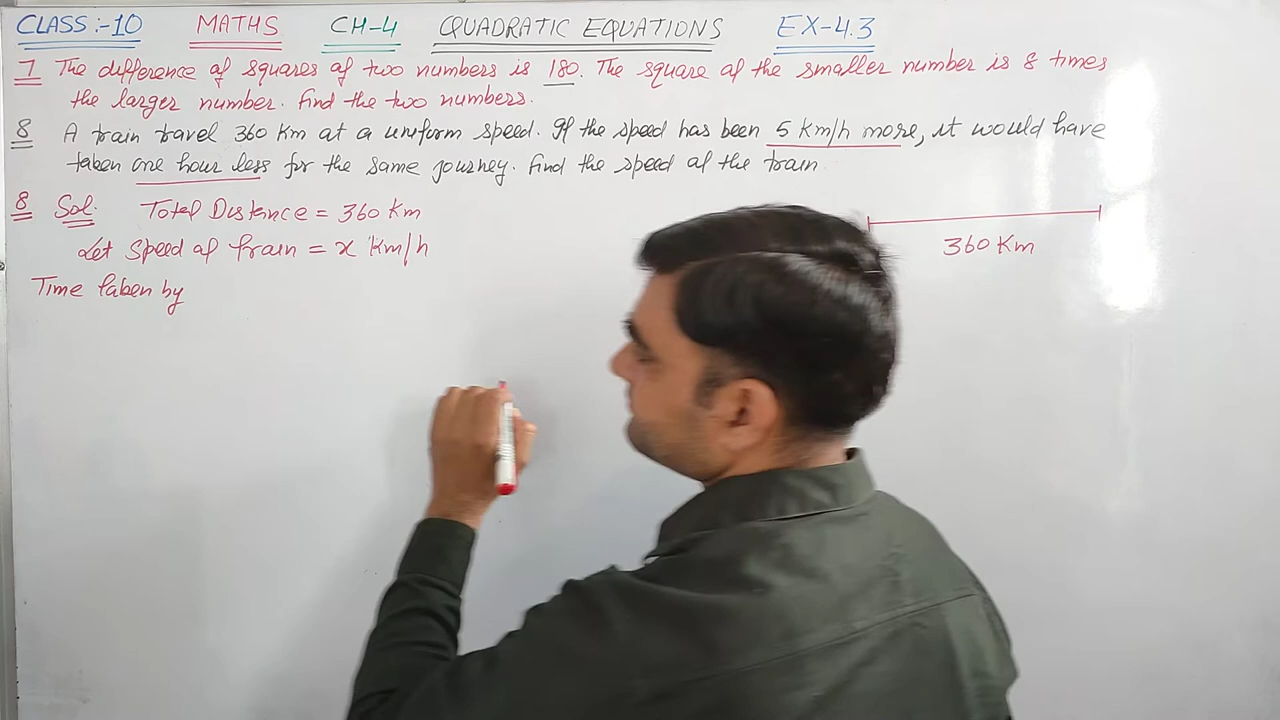 CLASS:-10 MATHS CH-4 QUADRATIC EQUATIONS EX-4.3
7 The difference of squares of two numbers is 180. The square of the smaller number is 8 times
the larger number. Find the two numbers.
8 A train travel 360 Km at a uniform speed. If the speed has been 5 km/h more, it would have
taken one hour less for the same journey. Find the speed of the train.
8 Sol: Total Distance = 360 Km
Let Speed of Train = x Km/h
360 Km
Time taken by